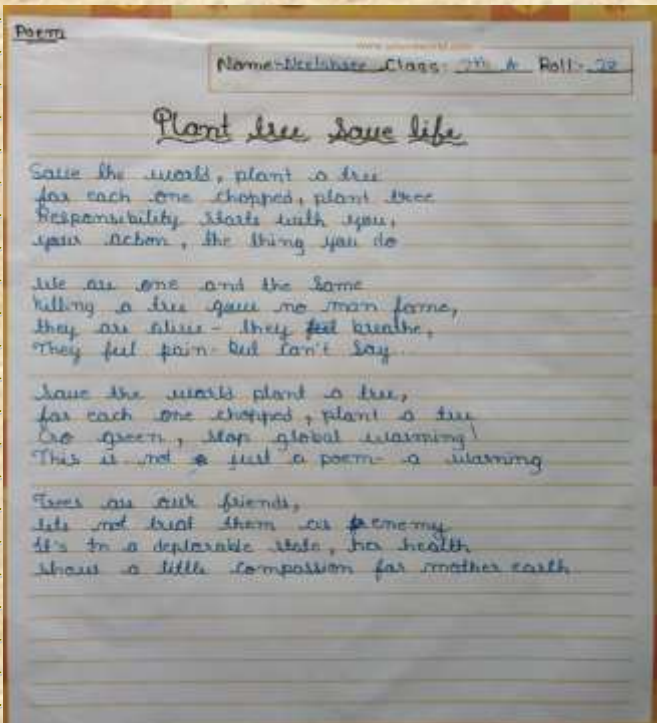 Poem
Name:-Neelakshee Class:- 7th A Roll:- 28
Plant tree Save life
Save the world, plant a tree
for each one chopped, plant tree
Responsibility starts with you,
your action, the thing you do
We are one and the Same
killing a tree gave no man fame,
they are alive - they breathe,
They feel pain- but can't Say...
Save the world plant a tree,
for each one chopped, plant a tree
Go green, stop global warming!
This is not just a poem- a warning
Trees are our friends,
lets not treat them as enemy
It's In a deplorable state, her health
show a little compassion for mother earth